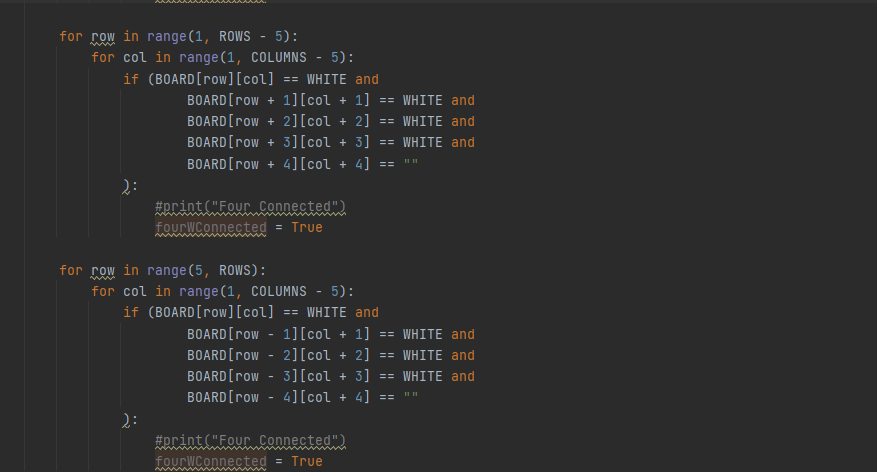 for row in range(1, ROWS - 5):
    for col in range(1, COLUMNS - 5):
        if (BOARD[row][col] == WHITE and
                BOARD[row + 1][col + 1] == WHITE and
                BOARD[row + 2][col + 2] == WHITE and
                BOARD[row + 3][col + 3] == WHITE and
                BOARD[row + 4][col + 4] == ""
        ):
            #print("Four Connected")
            fourWConnected = True
for row in range(5, ROWS):
    for col in range(1, COLUMNS - 5):
        if (BOARD[row][col] == WHITE and
                BOARD[row - 1][col + 1] == WHITE and
                BOARD[row - 2][col + 2] == WHITE and
                BOARD[row - 3][col + 3] == WHITE and
                BOARD[row - 4][col + 4] == ""
        ):
            #print("Four Connected")
            fourWConnected = True